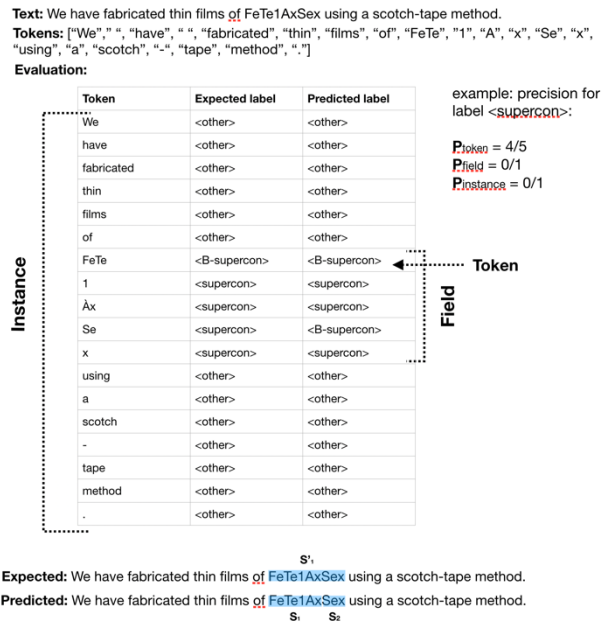 Text: We have fabricated thin films of FeTe1AxSex using a scotch-tape method.
Tokens: [“We”,” “, “have”, “ “, “fabricated”, “thin”, “films”, “of”, “FeTe”, ”1”, “A”, “x”, “Se”, “x”,
“using”, “a”, “scotch”, “-“, “tape”, “method”, “.”]
Evaluation:
Token Expected label Predicted label
We <other> <other>
have <other> <other>
fabricated <other> <other>
thin <other> <other>
films <other> <other>
of <other> <other>
FeTe <B-supercon> <B-supercon>
1 <supercon> <supercon>
Àx <supercon> <supercon>
Se <supercon> <B-supercon>
x <supercon> <supercon>
using <other> <other>
a <other> <other>
scotch <other> <other>
- <other> <other>
tape <other> <other>
method <other> <other>
. <other> <other>
example: precision for
label <supercon>:
Ptoken = 4/5
Pfield = 0/1
Pinstance = 0/1
Token
Field
Instance
S’₁
Expected: We have fabricated thin films of FeTe1AxSex using a scotch-tape method.
Predicted: We have fabricated thin films of FeTe1AxSex using a scotch-tape method.
S₁ S₂